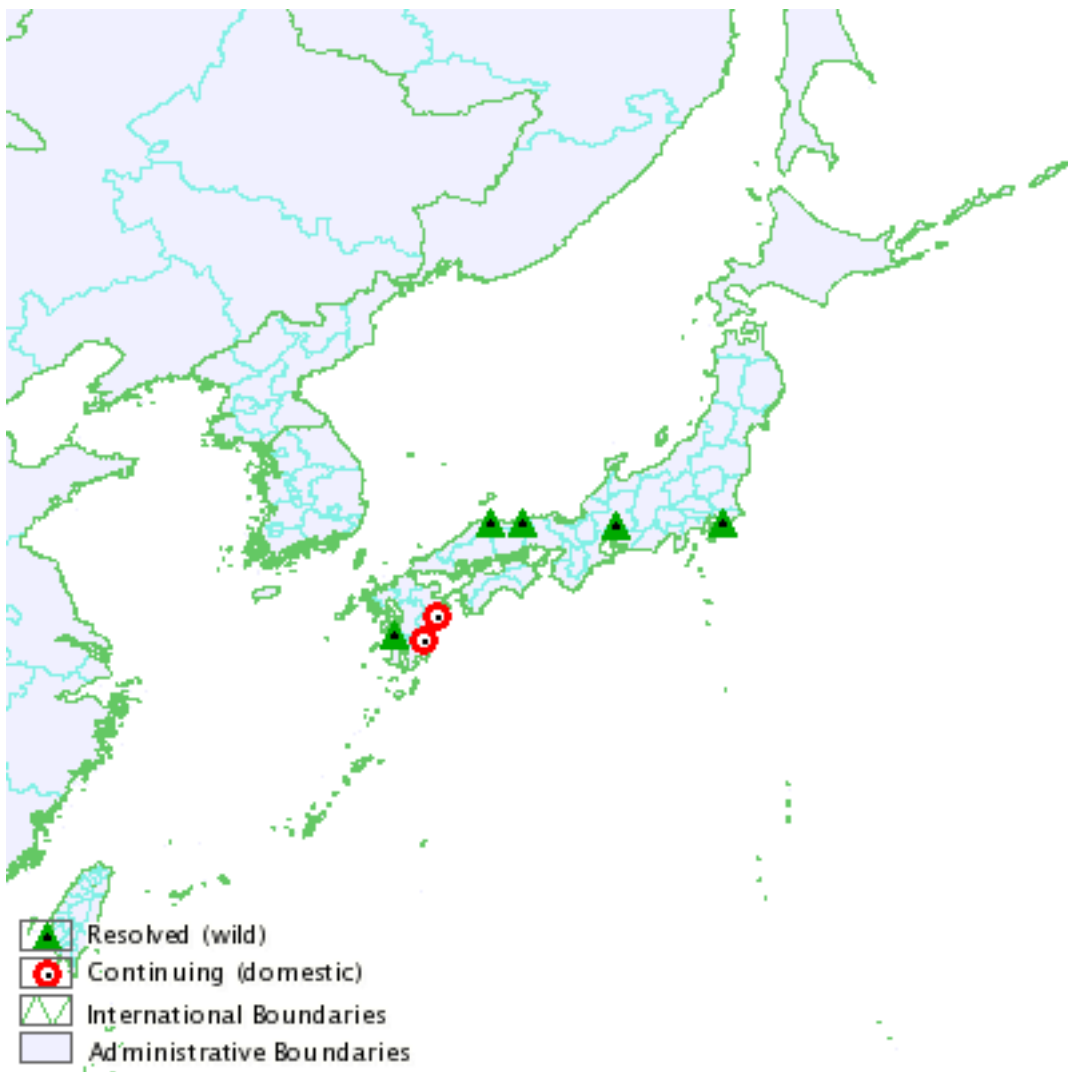 Resolved (wild)
Continuing (domestic)
International Boundaries
Administrative Boundaries